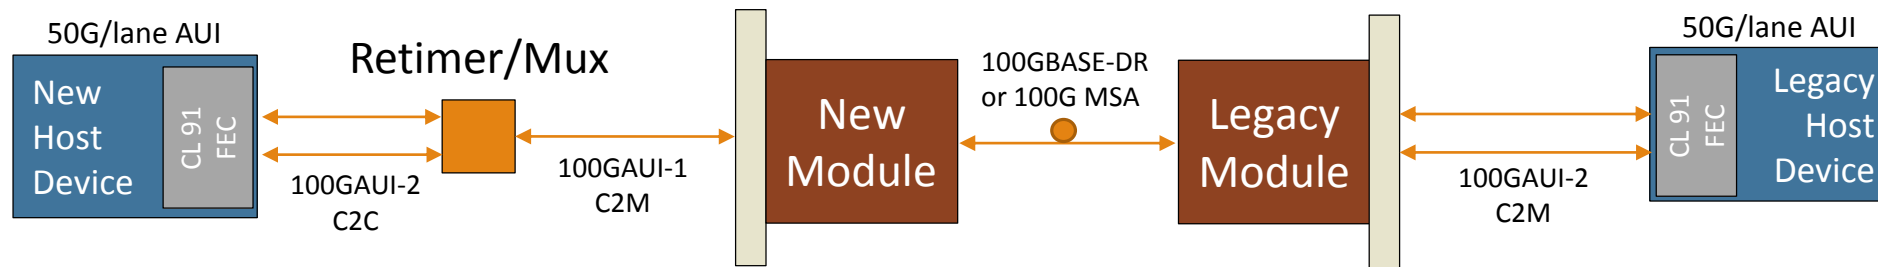 50G/lane AUI
New
Host
Device
CL 91
FEC
Retimer/Mux
100GAUI-2
C2C
100GAUI-1
C2M
New
Module
100GBASE-DR
or 100G MSA
Legacy
Module
100GAUI-2
C2M
50G/lane AUI
CL 91
FEC
Legacy
Host
Device